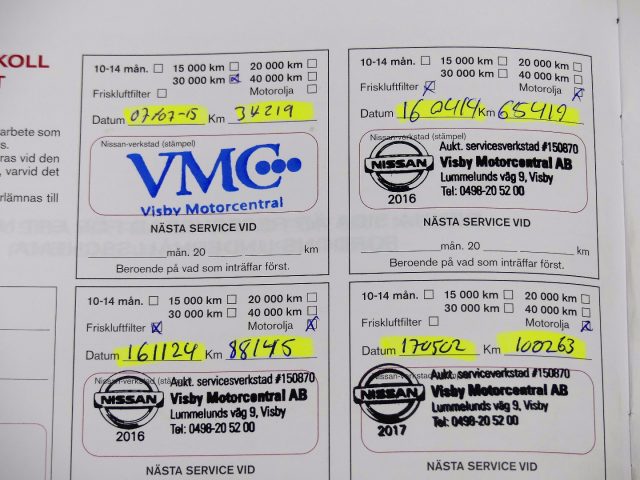 KOLL
T
arbete som
s.
ras vid den
, varvid det
rlämnas till
10-14 mån. 15 000 km 20 000 km
30 000 km 40 000 km
Friskluftfilter Motorolja
Datum 07/07-15 Km 34219
Nissan-verkstad (stämpel)
VMC
Visby Motorcentral
NÄSTA SERVICE VID
mån. 20 km
Beroende på vad som inträffar först.
10-14 mån. 15 000 km 20 000 km
30 000 km 40 000 km
Friskluftfilter Motorolja
Datum 160414 Km 65419
Nissan-verkstad (stämpel)
Aukt. serviceverkstad #150870
NISSAN Visby Motorcentral AB
Lummelunds väg 9, Visby
2016 Tel: 0498-20 52 00
NÄSTA SERVICE VID
mån. 20 km
Beroende på vad som inträffar först.
10-14 mån. 15 000 km 20 000 km
30 000 km 40 000 km
Friskluftfilter Motorolja
Datum 161124 Km 88145
Aukt. serviceverkstad #150870
NISSAN Visby Motorcentral AB
Lummelunds väg 9, Visby
2016 Tel: 0498-20 52 00
NÄSTA SERVICE VID
10-14 mån. 15 000 km 20 000 km
30 000 km 40 000 km
Friskluftfilter Motorolja
Datum 170502 Km 100263
Aukt. serviceverkstad #150870
NISSAN Visby Motorcentral AB
Lummelunds väg 9, Visby
2017 Tel: 0498-20 52 00
NÄSTA SERVICE VID